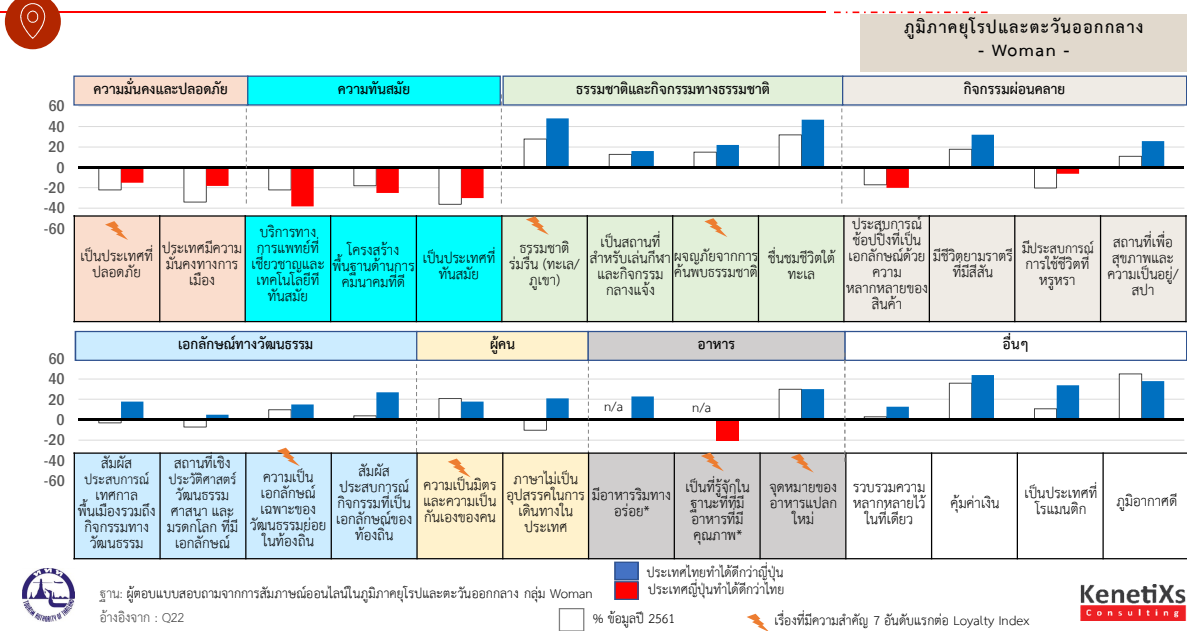 ภูมิภาคยุโรปและตะวันออกกลาง
- Woman -
ความมั่นคงและปลอดภัย
ความทันสมัย
ธรรมชาติและกิจกรรมทางธรรมชาติ
กิจกรรมผ่อนคลาย
60
40
20
0
-20
-40
-60
เป็นประเทศที่
ปลอดภัย
ประเทศมีความ
มั่นคงทางการ
เมือง
บริการทาง
การแพทย์ที่
เชี่ยวชาญและ
เทคโนโลยีที่
ทันสมัย
โครงสร้าง
พื้นฐานด้านการ
คมนาคมที่ดี
เป็นประเทศที่
ทันสมัย
ธรรมชาติ
ร่มรื่น (ทะเล/
ภูเขา)
เป็นสถานที่
สำหรับเล่นกีฬา
และกิจกรรม
กลางแจ้ง
ผจญภัยจากการ
ค้นพบธรรมชาติ
ชื่นชมชีวิตใต้
ทะเล
ประสบการณ์
ช้อปปิ้งที่เป็น
เอกลักษณ์ด้วย
ความ
หลากหลายของ
สินค้า
มีชีวิตยามราตรี
ที่มีสีสัน
มีประสบการณ์
การใช้ชีวิตที่
หรูหรา
สถานที่เพื่อ
สุขภาพและ
ความเป็นอยู่/
สปา
เอกลักษณ์ทางวัฒนธรรม
ผู้คน
อาหาร
อื่นๆ
60
40
20
0
-20
-40
-60
n/a
n/a
สัมผัส
ประสบการณ์
เทศกาล
พื้นเมืองรวมถึง
กิจกรรมทาง
วัฒนธรรม
สถานที่เชิง
ประวัติศาสตร์
วัฒนธรรม
ศาสนา และ
มรดกโลก ที่มี
เอกลักษณ์
ความเป็น
เอกลักษณ์
เฉพาะของ
วัฒนธรรมย่อย
ในท้องถิ่น
สัมผัส
ประสบการณ์
กิจกรรมที่เป็น
เอกลักษณ์ของ
ท้องถิ่น
ความเป็นมิตร
และความเป็น
กันเองของคน
ภาษาไม่เป็น
อุปสรรคในการ
เดินทางใน
ประเทศ
มีอาหารริมทาง
อร่อย*
เป็นที่รู้จักใน
ฐานะที่ที่มี
อาหารที่มี
คุณภาพ*
จุดหมายของ
อาหารแปลก
ใหม่
รวบรวมความ
หลากหลายไว้
ในที่เดียว
คุ้มค่าเงิน
เป็นประเทศที่
โรแมนติก
ภูมิอากาศดี
ประเทศไทยทำได้ดีกว่าญี่ปุ่น
ประเทศญี่ปุ่นทำได้ดีกว่าไทย
ฐาน: ผู้ตอบแบบสอบถามจากการสัมภาษณ์ออนไลน์ในภูมิภาคยุโรปและตะวันออกกลาง กลุ่ม Woman
อ้างอิงจาก : Q22
% ข้อมูลปี 2561
เรื่องที่มีความสำคัญ 7 อันดับแรกต่อ Loyalty Index
ททท
TOURISM AUTHORITY OF THAILAND
KenetiXs
Consulting